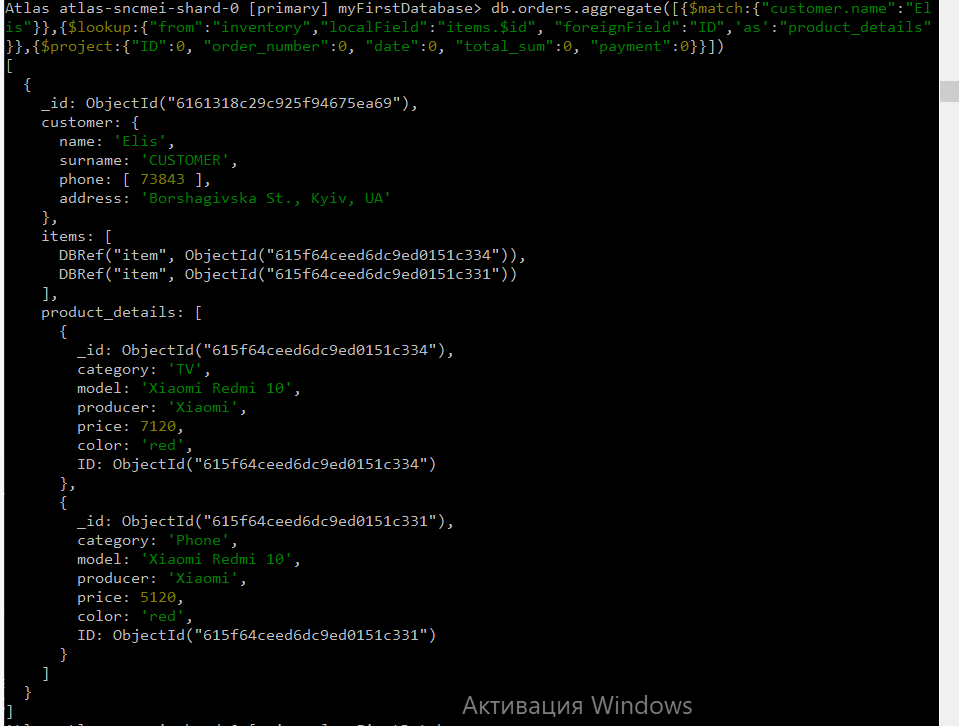 Atlas atlas-sncmei-shard-0 [primary] myFirstDatabase> db.orders.aggregate([{$match:{"customer.name":"El
is"}},{$lookup:{"from":"inventory","localField":"items.$id", "foreignField":"ID",'as':"product_details"
}},{$project:{"ID":0, "order_number":0, "date":0, "total_sum":0, "payment":0}}])
[
  {
    _id: ObjectId("6161318c29c925f94675ea69"),
    customer: {
      name: 'Elis',
      surname: 'CUSTOMER',
      phone: [ 73843 ],
      address: 'Borshagivska St., Kyiv, UA'
    },
    items: [
      DBRef("item", ObjectId("615f64ceed6dc9ed0151c334")),
      DBRef("item", ObjectId("615f64ceed6dc9ed0151c331"))
    ],
    product_details: [
      {
        _id: ObjectId("615f64ceed6dc9ed0151c334"),
        category: 'TV',
        model: 'Xiaomi Redmi 10',
        producer: 'Xiaomi',
        price: 7120,
        color: 'red',
        ID: ObjectId("615f64ceed6dc9ed0151c334")
      },
      {
        _id: ObjectId("615f64ceed6dc9ed0151c331"),
        category: 'Phone',
        model: 'Xiaomi Redmi 10',
        producer: 'Xiaomi',
        price: 5120,
        color: 'red',
        ID: ObjectId("615f64ceed6dc9ed0151c331")
      }
    ]
  }
]
Активация Windows